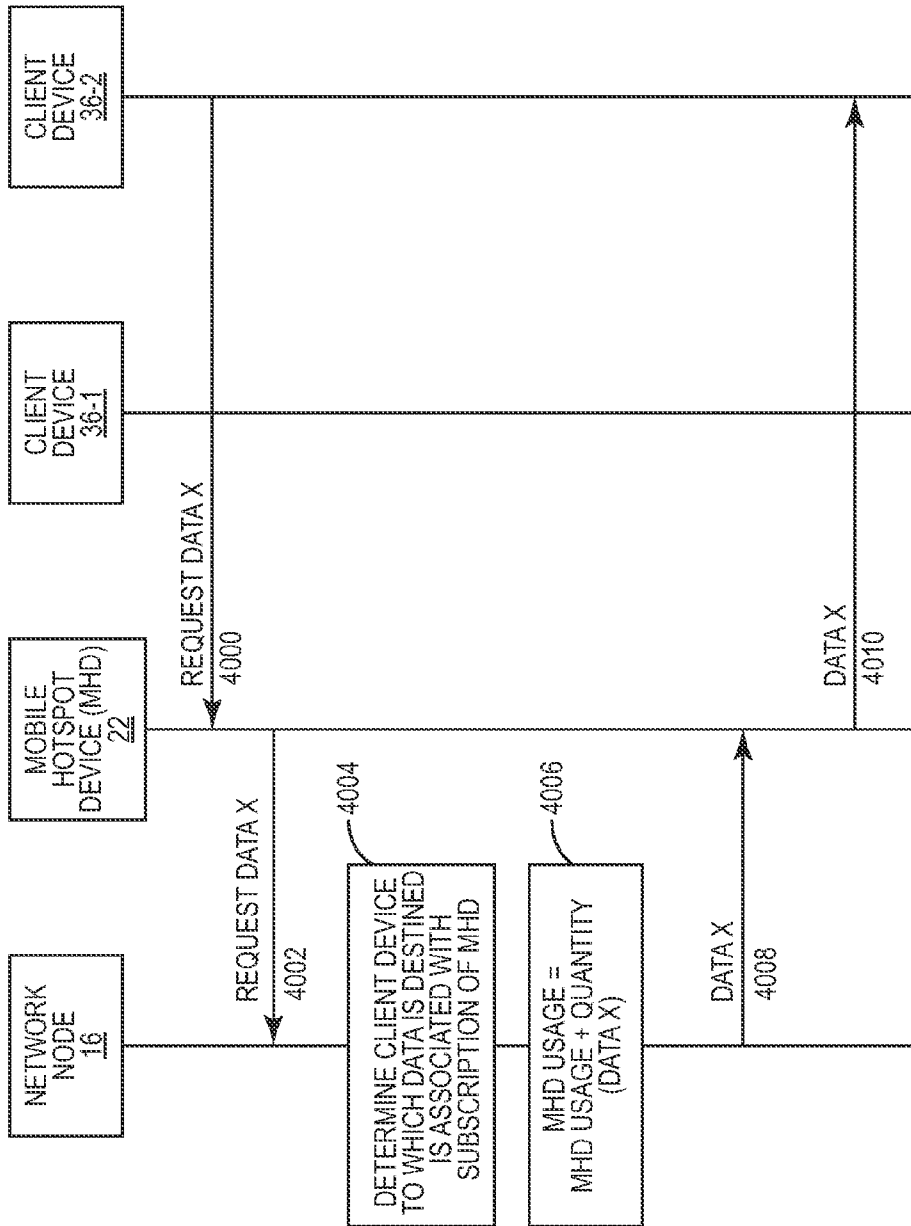 NETWORK
NODE
16
MOBILE
HOTSPOT
DEVICE (MHD)
22
CLIENT
DEVICE
36-1
CLIENT
DEVICE
36-2
REQUEST DATA X
4000
REQUEST DATA X
4002
4004
DETERMINE CLIENT DEVICE
TO WHICH DATA IS DESTINED
IS ASSOCIATED WITH
SUBSCRIPTION OF MHD
4006
MHD USAGE =
MHD USAGE + QUANTITY
(DATA X)
DATA X
4008
DATA X
4010